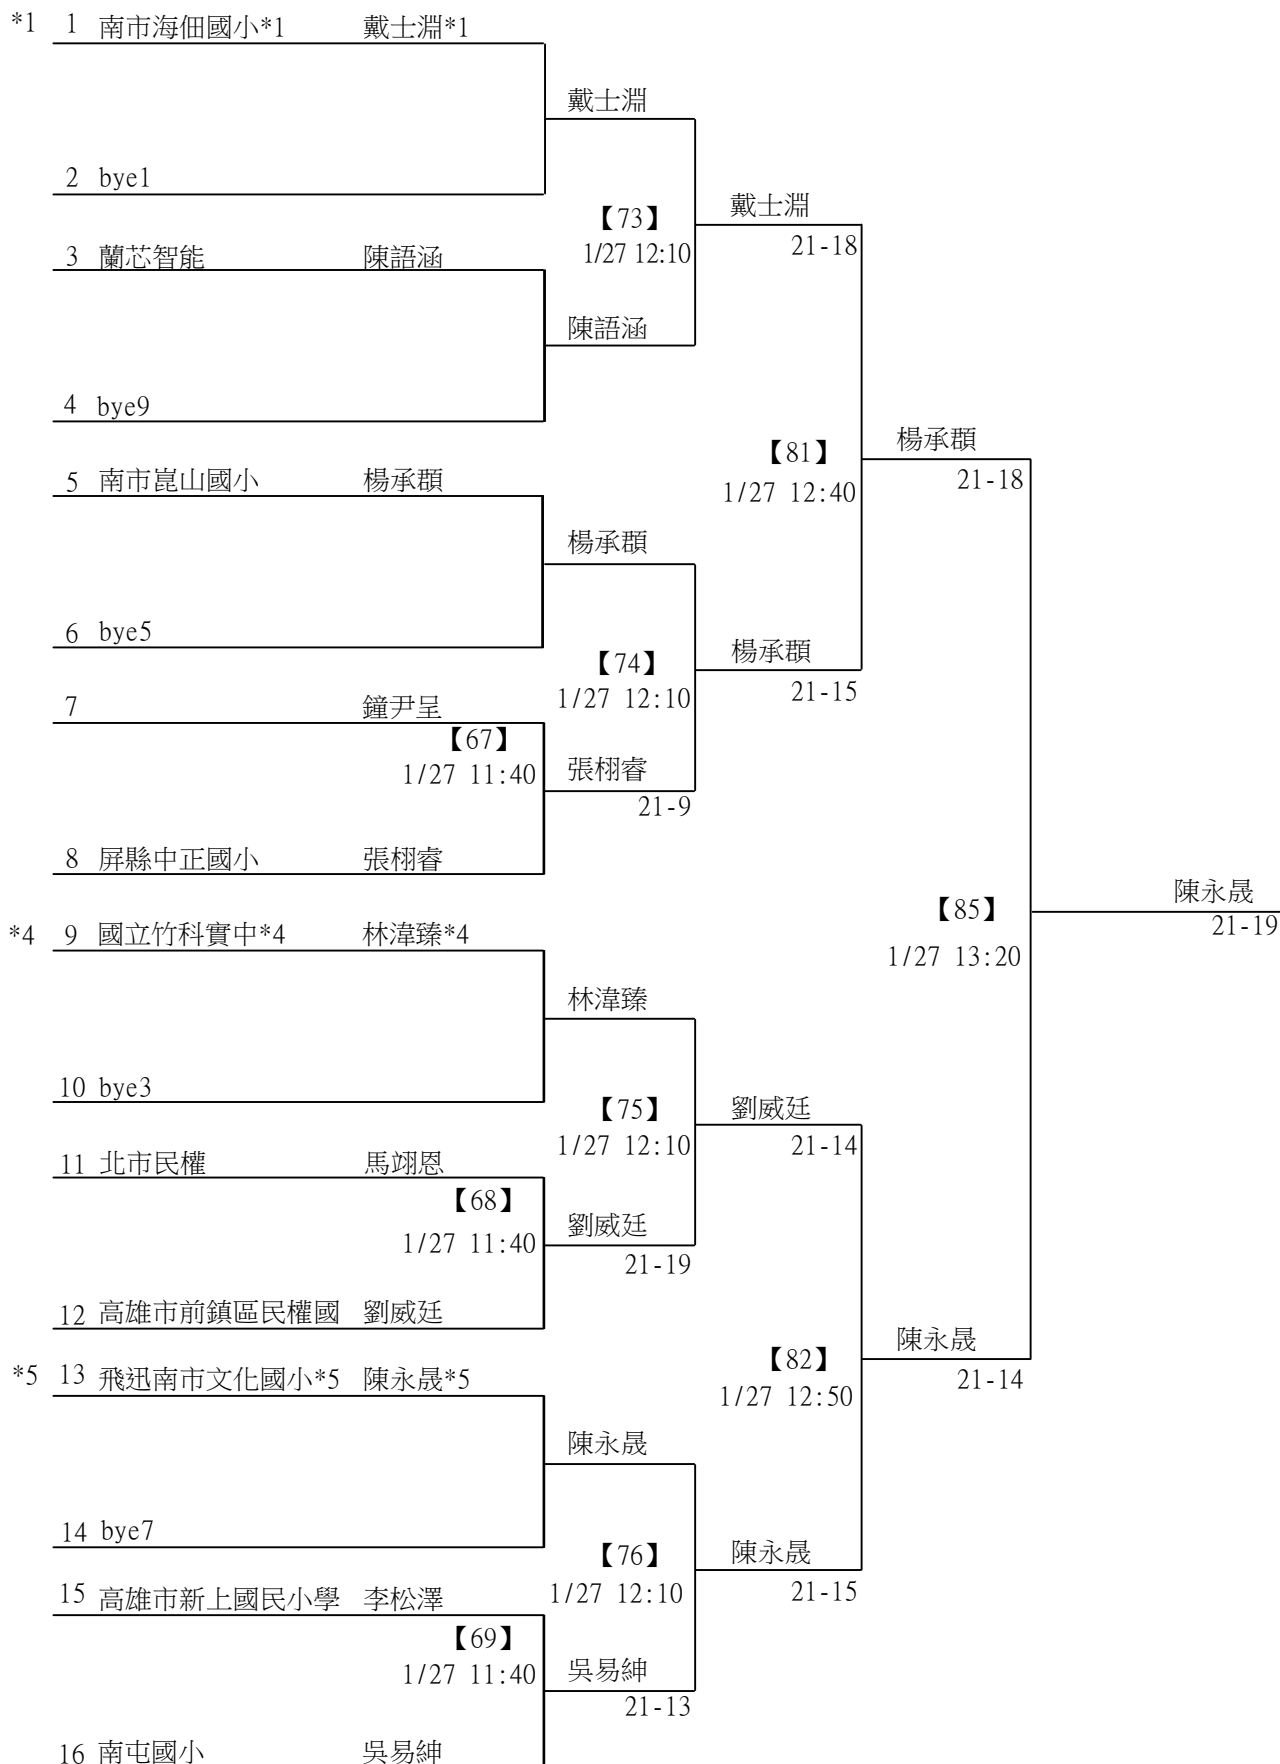 *1 1 南市海佃國小*1 戴士淵*1
戴士淵
2 bye1
【73】 戴士淵
1/27 12:10 21-18
3 蘭芯智能 陳語涵
陳語涵
4 bye9
【81】 楊承頵
1/27 12:40 21-18
5 南市崑山國小 楊承頵
楊承頵
6 bye5
【74】 楊承頵
1/27 12:10 21-15
7 鐘尹呈
【67】
1/27 11:40 張栩睿
21-9
8 屏縣中正國小 張栩睿
【85】 陳永晟
1/27 13:20 21-19
*4 9 國立竹科實中*4 林湋臻*4
林湋臻
10 bye3
【75】 劉威廷
1/27 12:10 21-14
11 北市民權 馬翊恩
【68】
1/27 11:40 劉威廷
21-19
12 高雄市前鎮區民權國 劉威廷
【82】 陳永晟
1/27 12:50 21-14
*5 13 飛迅南市文化國小*5 陳永晟*5
陳永晟
14 bye7
【76】 陳永晟
1/27 12:10 21-15
15 高雄市新上國民小學 李松澤
【69】
1/27 11:40 吳易紳
21-13
16 南屯國小 吳易紳